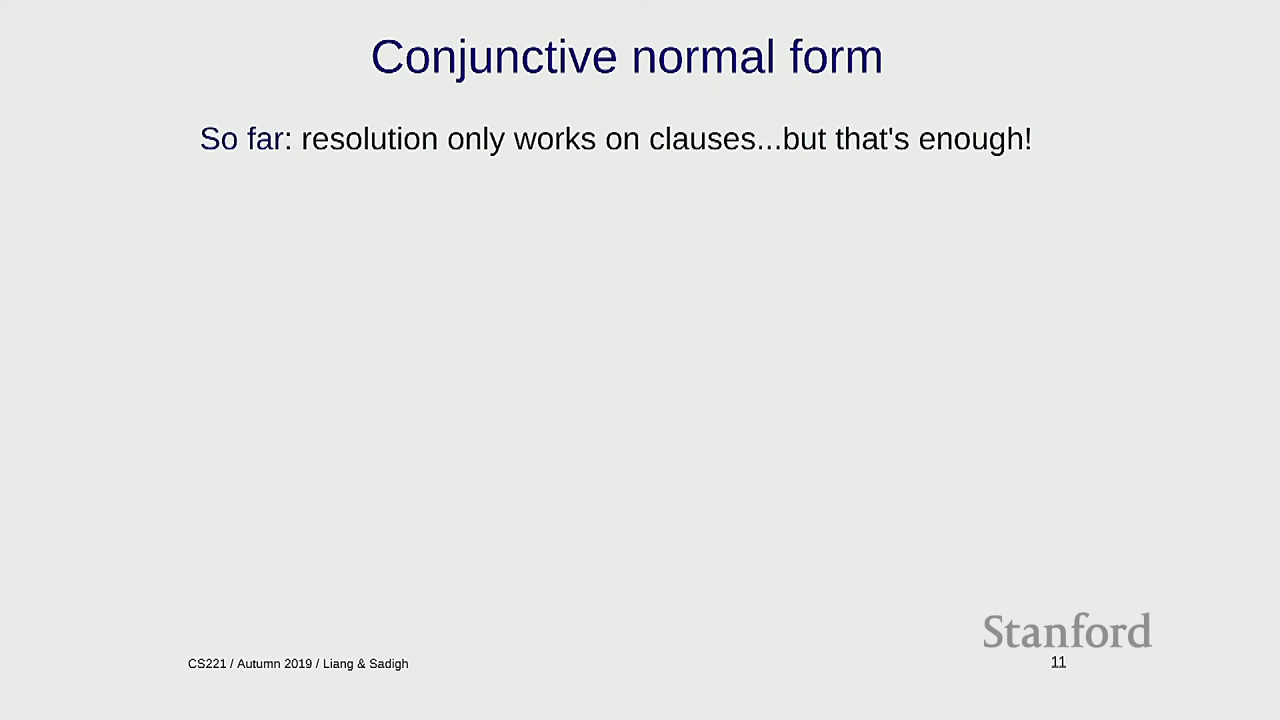 Conjunctive normal form
So far: resolution only works on clauses...but that's enough!
Stanford
CS221 / Autumn 2019 / Liang & Sadigh
11